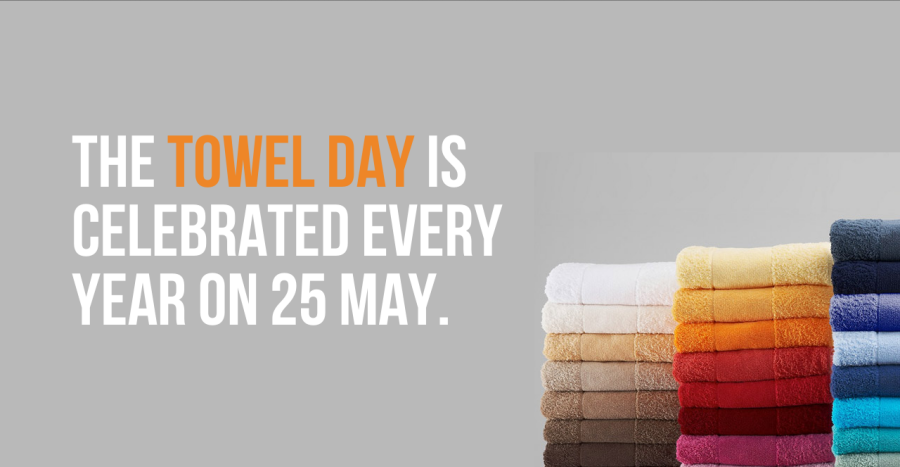 THE TOWEL DAY IS
CELEBRATED EVERY
YEAR ON 25 MAY.